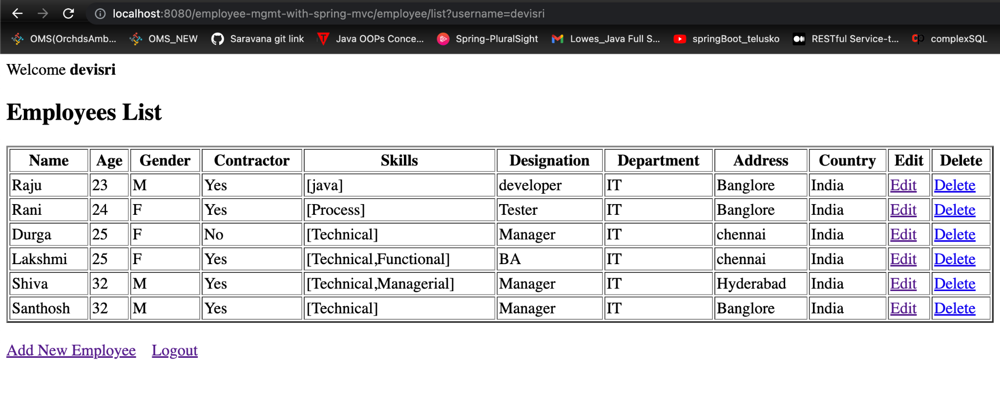 localhost:8080/employee-mgmt-with-spring-mvc/employee/list?username=devisri
OMS(OrchdsAmb... OMS_NEW Saravana git link Java OOPs Conce... Spring-PluralSight Lowes_Java Full S... springBoot_telusko RESTful Service-t... complexSQL
Welcome devisri
Employees List
Name Age Gender Contractor Skills Designation Department Address Country Edit Delete
Raju 23 M Yes [java] developer IT Banglore India Edit Delete
Rani 24 F Yes [Process] Tester IT Banglore India Edit Delete
Durga 25 F No [Technical] Manager IT chennai India Edit Delete
Lakshmi 25 F Yes [Technical,Functional] BA IT chennai India Edit Delete
Shiva 32 M Yes [Technical,Managerial] Manager IT Hyderabad India Edit Delete
Santhosh 32 M Yes [Technical] Manager IT Banglore India Edit Delete
Add New Employee Logout